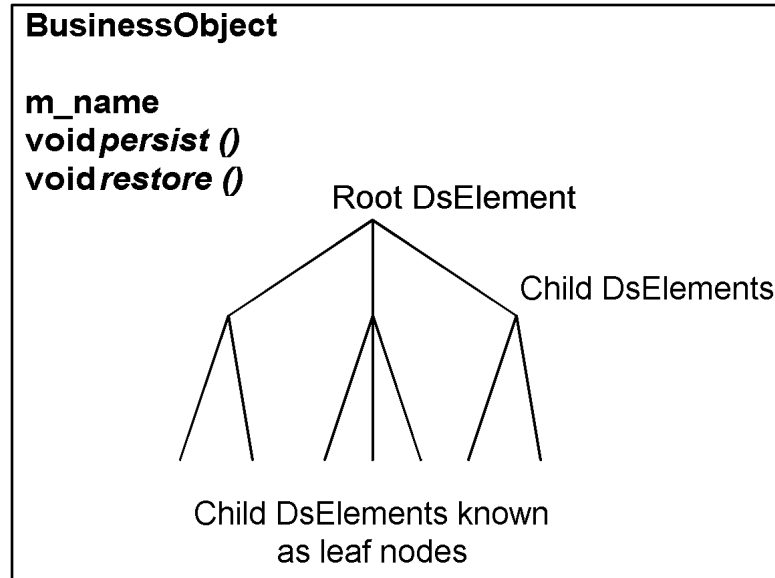 BusinessObject
m_name
void persist ()
void restore ()
Root DsElement
Child DsElements
Child DsElements known
as leaf nodes